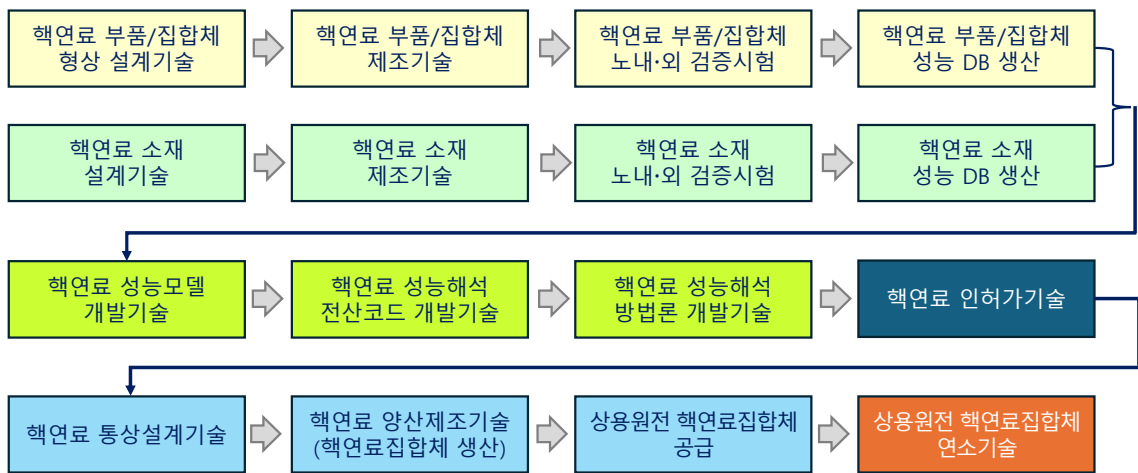 핵연료 부품/집합체
형상 설계기술
핵연료 부품/집합체
제조기술
핵연료 부품/집합체
노내·외 검증시험
핵연료 부품/집합체
성능 DB 생산
핵연료 소재
설계기술
핵연료 소재
제조기술
핵연료 소재
노내·외 검증시험
핵연료 소재
성능 DB 생산
핵연료 성능모델
개발기술
핵연료 성능해석
전산코드 개발기술
핵연료 성능해석
방법론 개발기술
핵연료 인허가기술
핵연료 통상설계기술
핵연료 양산제조기술
(핵연료집합체 생산)
상용원전 핵연료집합체
공급
상용원전 핵연료집합체
연소기술